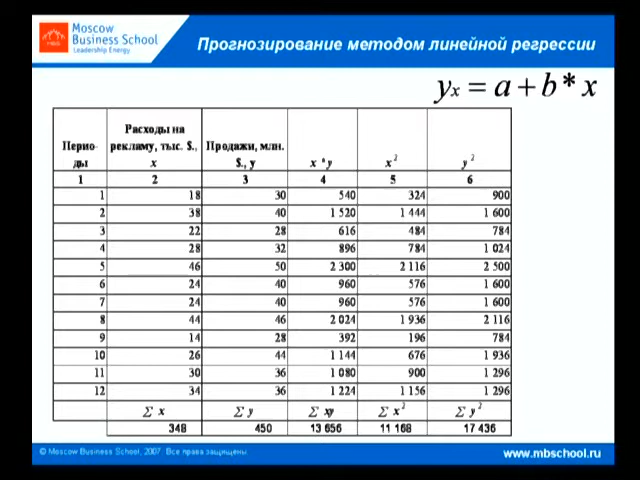 Moscow
Business School
Leadership Energy
Прогнозирование методом линейной регрессии
yx = a + b * x
Перио-ды Расходы на рекламу, тыс. $., x Продажи, млн. $., y x * y x² y²
1 2 3 4 5 6
1 18 30 540 324 900
2 38 40 1 520 1 444 1 600
3 22 28 616 484 784
4 28 32 896 784 1 024
5 46 50 2 300 2 116 2 500
6 24 40 960 576 1 600
7 24 40 960 576 1 600
8 44 46 2 024 1 936 2 116
9 14 28 392 196 784
10 26 44 1 144 676 1 936
11 30 36 1 080 900 1 296
12 34 36 1 224 1 156 1 296
∑ x ∑ y ∑ xy ∑ x² ∑ y²
348 450 13 656 11 168 17 436
© Moscow Business School, 2007. Все права защищены.
www.mbschool.ru